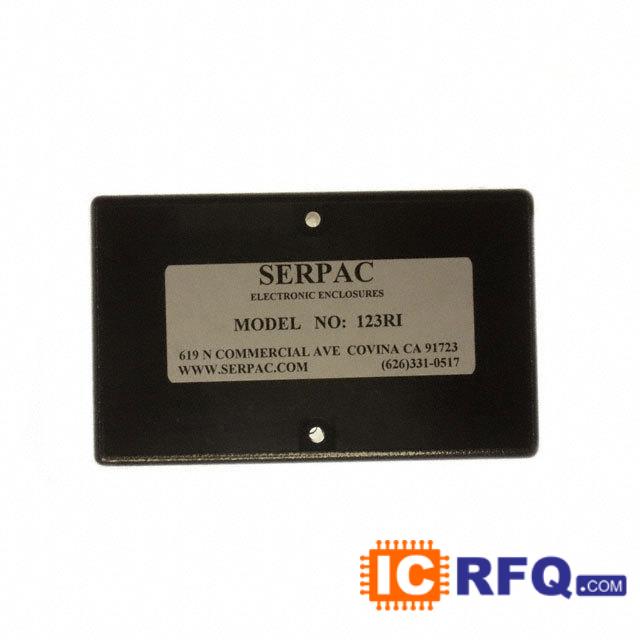 SERPAC
ELECTRONIC ENCLOSURES
MODEL NO: 123RI
619 N COMMERCIAL AVE COVINA CA 91723
WWW.SERPAC.COM (626)331-0517
ICRFQ.COM